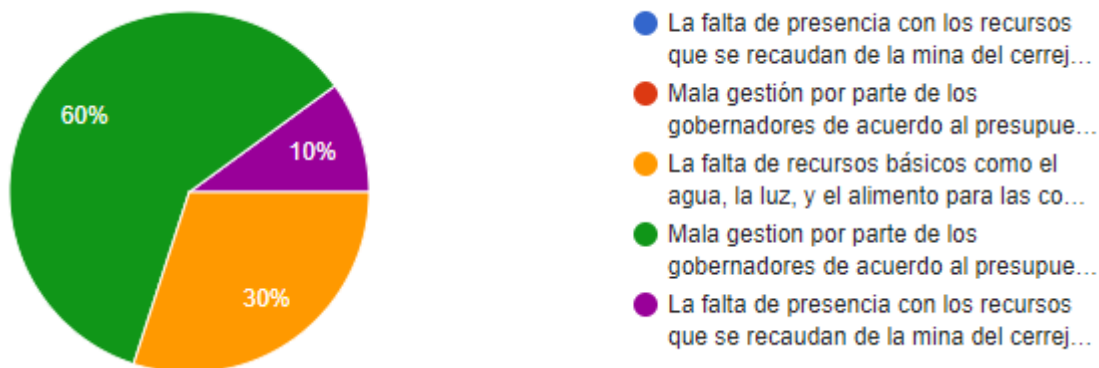 60%
10%
30%
La falta de presencia con los recursos
que se recaudan de la mina del cerrej...
Mala gestión por parte de los
gobernadores de acuerdo al presupue...
La falta de recursos básicos como el
agua, la luz, y el alimento para las co...
Mala gestion por parte de los
gobernadores de acuerdo al presupue...
La falta de presencia con los recursos
que se recaudan de la mina del cerrej...